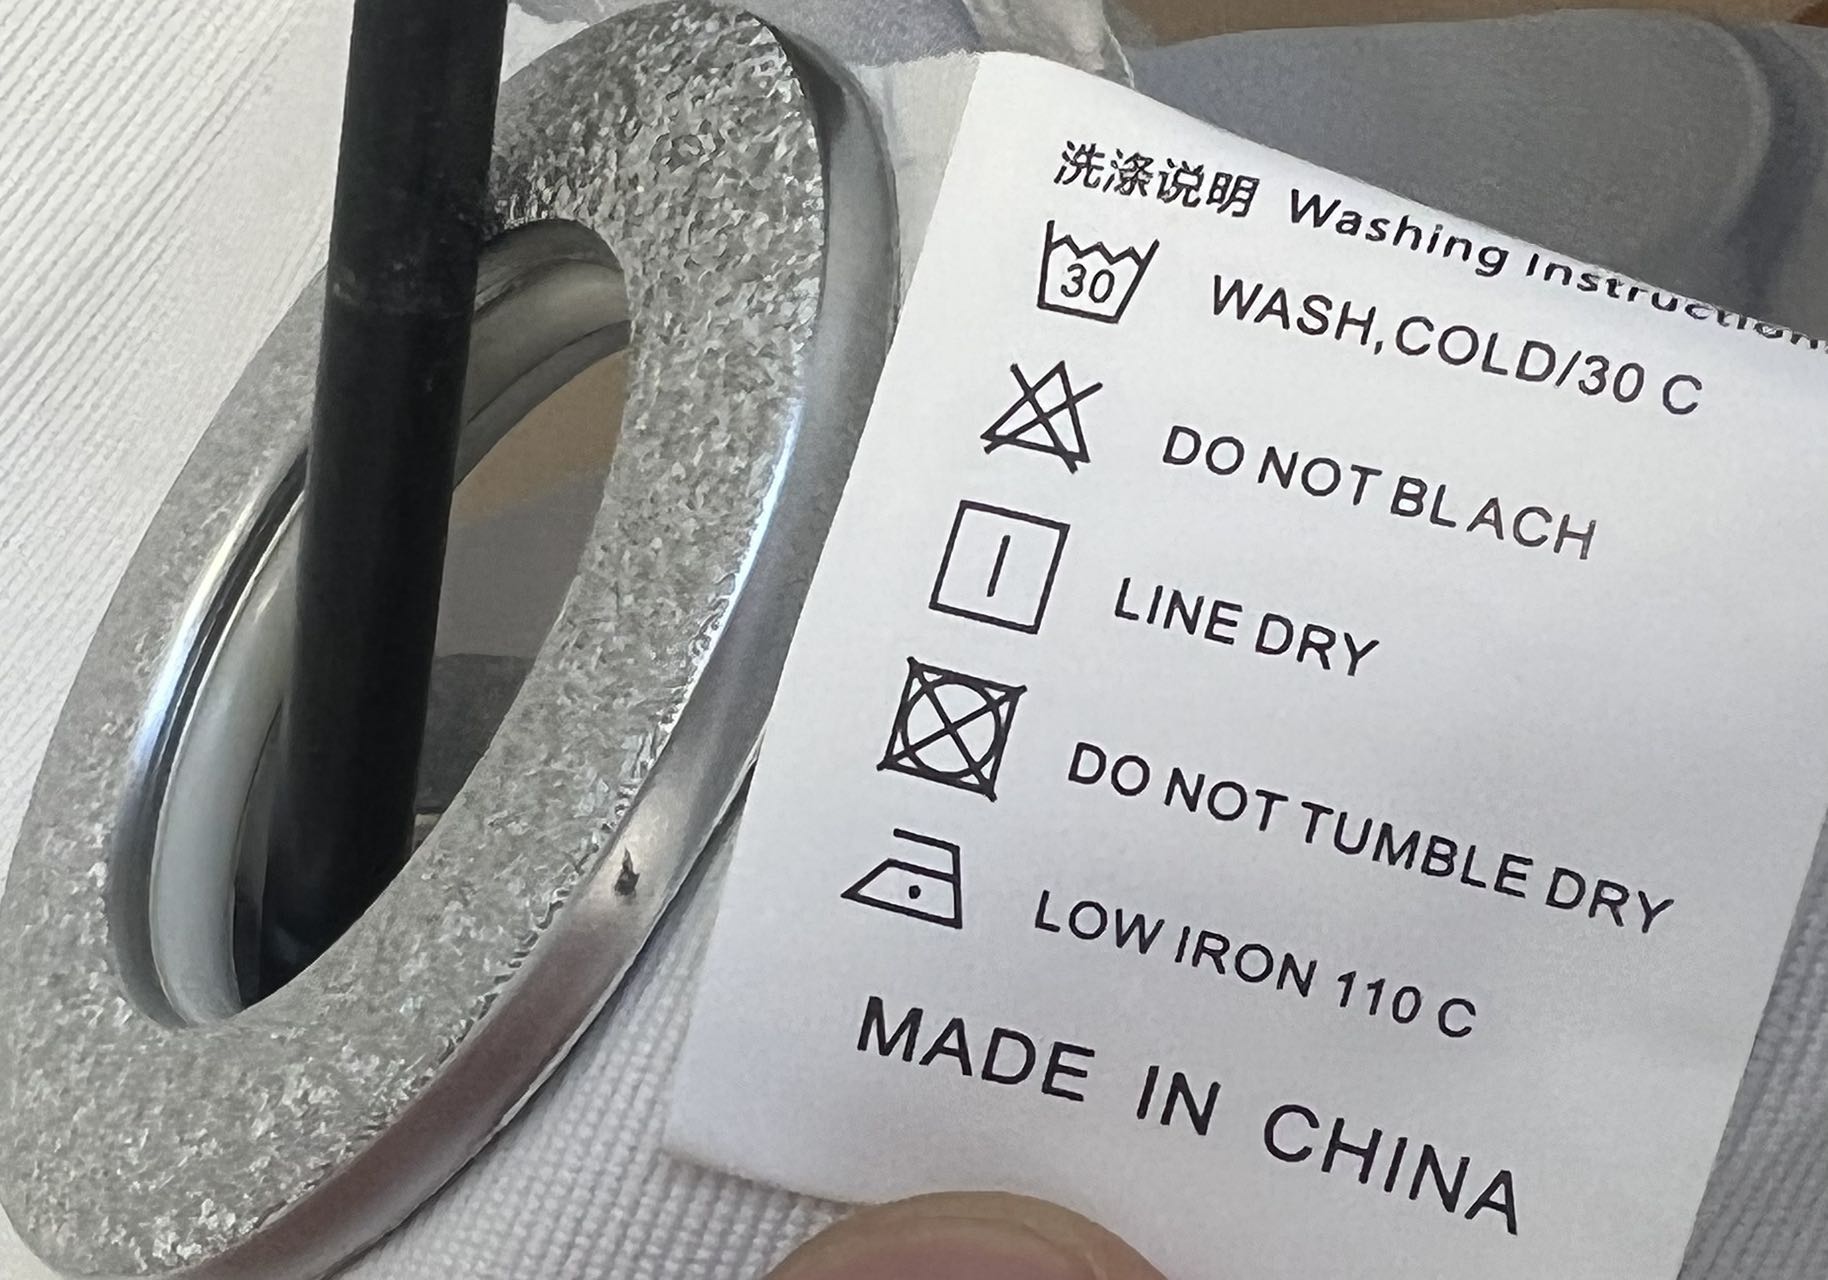 洗涤说明 Washing Instruction
30 WASH,COLD/30 C
DO NOT BLACH
LINE DRY
DO NOT TUMBLE DRY
LOW IRON 110 C
MADE IN CHINA